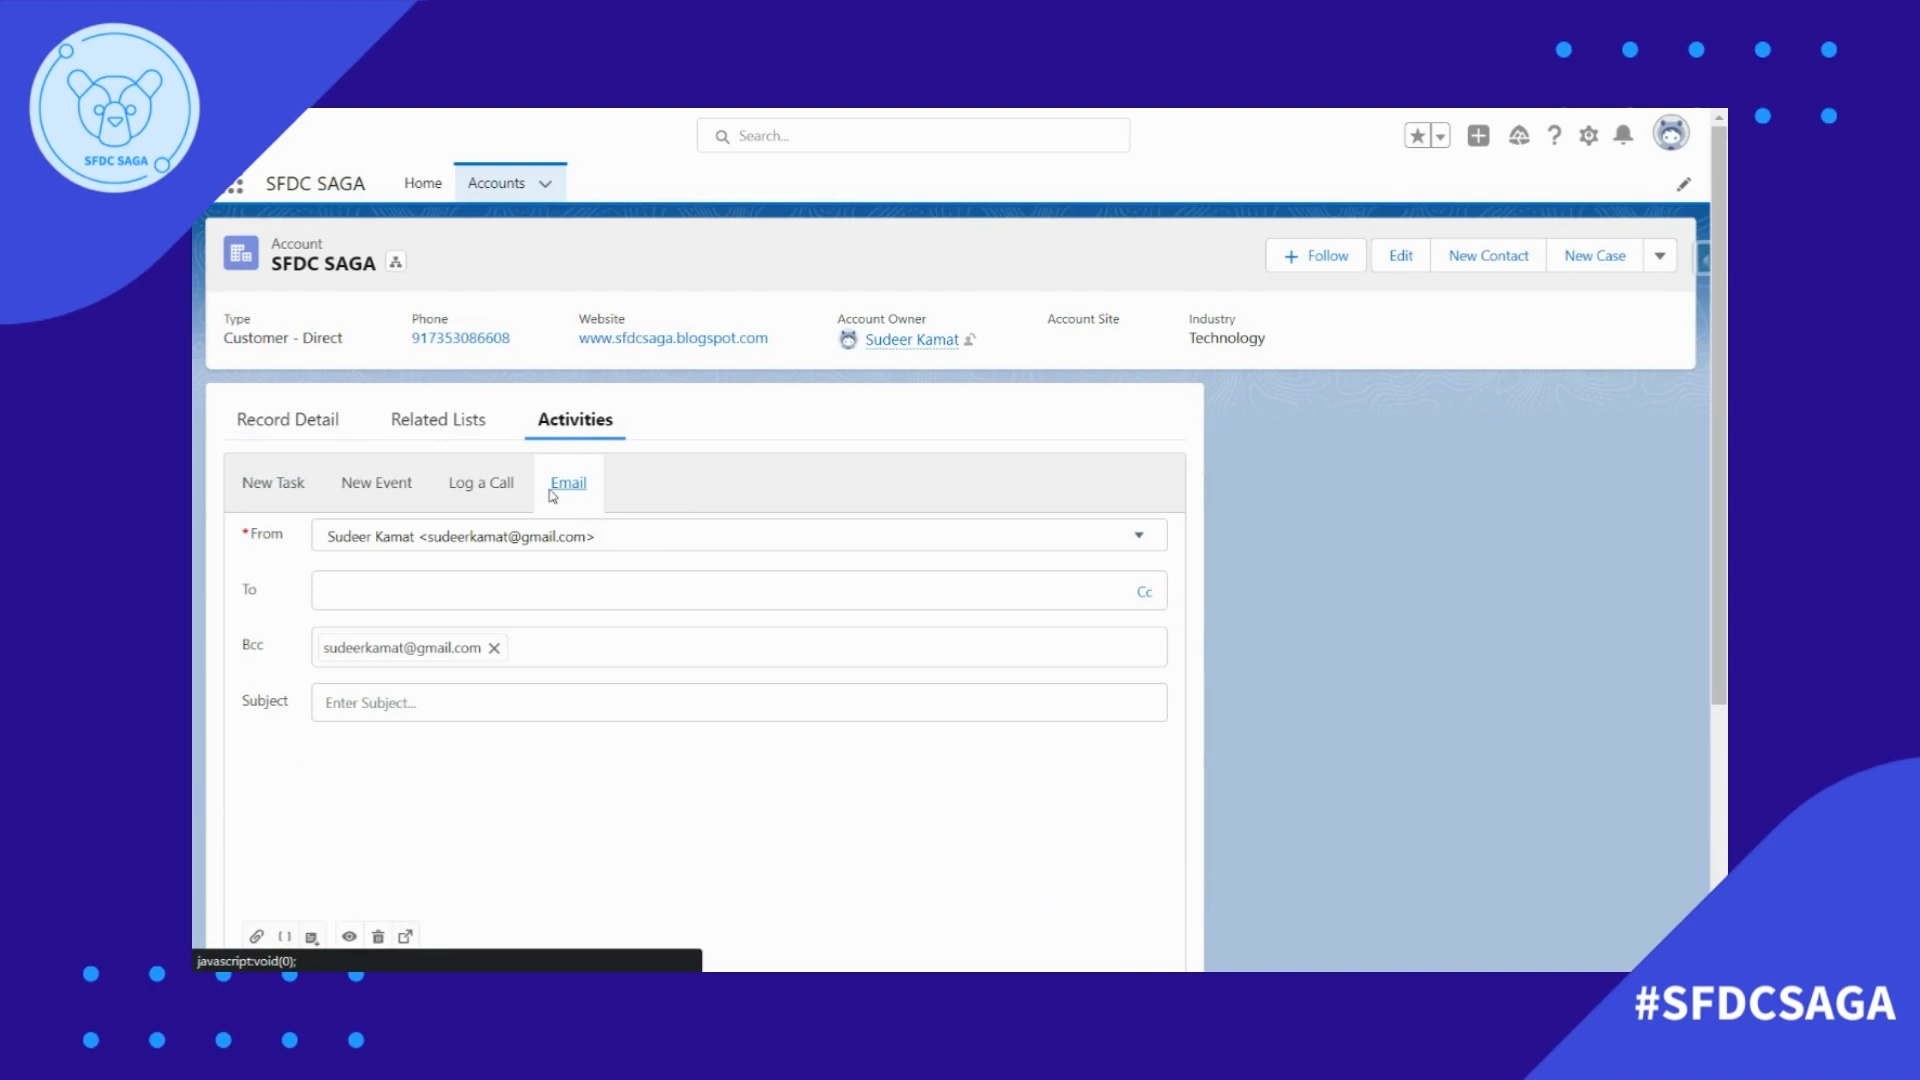 SFDC SAGA
Search...
SFDC SAGA Home Accounts
Account
SFDC SAGA
Follow Edit New Contact New Case
Type Phone Website Account Owner Account Site Industry
Customer - Direct 917353086608 www.sfdcsaga.blogspot.com Sudeer Kamat Technology
Record Detail Related Lists Activities
New Task New Event Log a Call Email
*From Sudeer Kamat <sudeerkamat@gmail.com>
To Cc
Bcc sudeerkamat@gmail.com
Subject Enter Subject...
javascript:void(0);
#SFDCSAGA